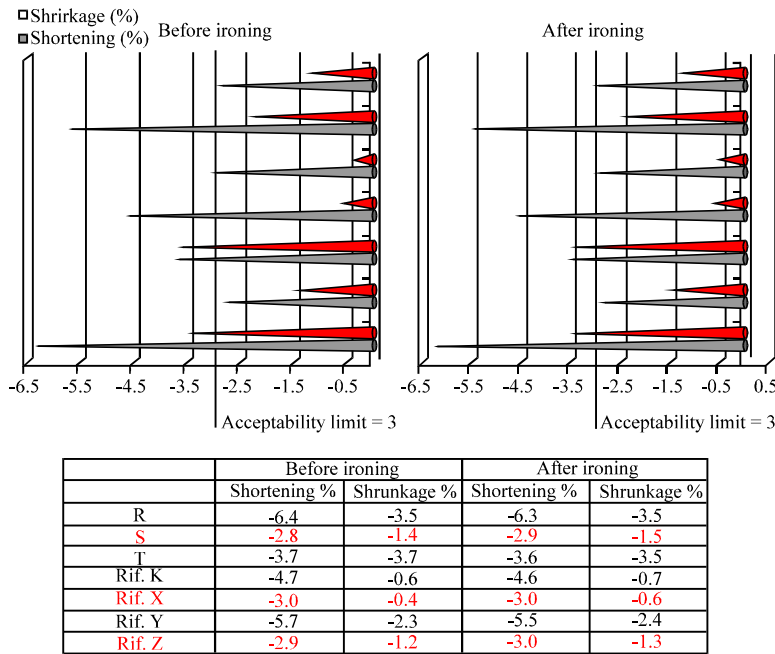 Shrirkage (%)
Shortening (%)
Before ironing
After ironing
-6.5 -5.5 -4.5 -3.5 -2.5 -1.5 -0.5
-6.5 -5.5 -4.5 -3.5 -2.5 -1.5 -0.5 0.5
Acceptability limit = 3
Acceptability limit = 3
Before ironing After ironing
Shortening % Shrunkage % Shortening % Shrunkage %
R -6.4 -3.5 -6.3 -3.5
S -2.8 -1.4 -2.9 -1.5
T -3.7 -3.7 -3.6 -3.5
Rif. K -4.7 -0.6 -4.6 -0.7
Rif. X -3.0 -0.4 -3.0 -0.6
Rif. Y -5.7 -2.3 -5.5 -2.4
Rif. Z -2.9 -1.2 -3.0 -1.3